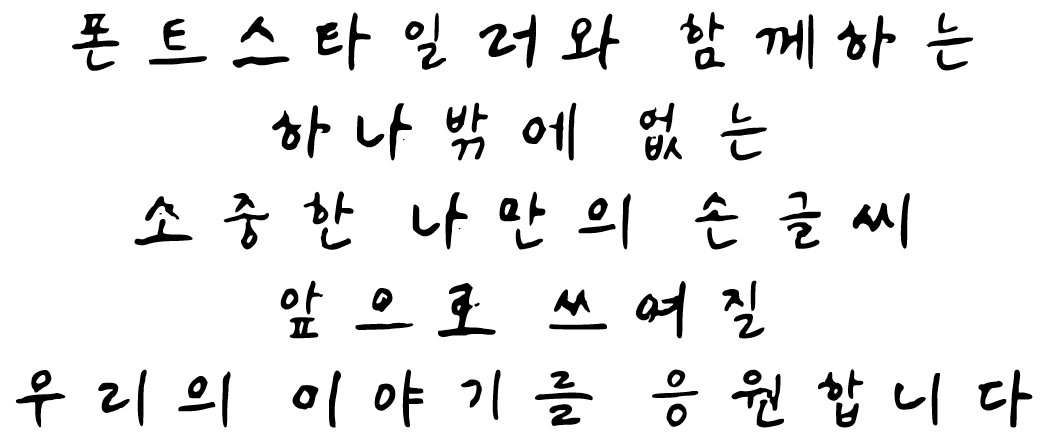 폰트스타일러와 함께하는
하나밖에 없는
소중한 나만의 손글씨
앞으로 쓰여질
우리의 이야기를 응원합니다